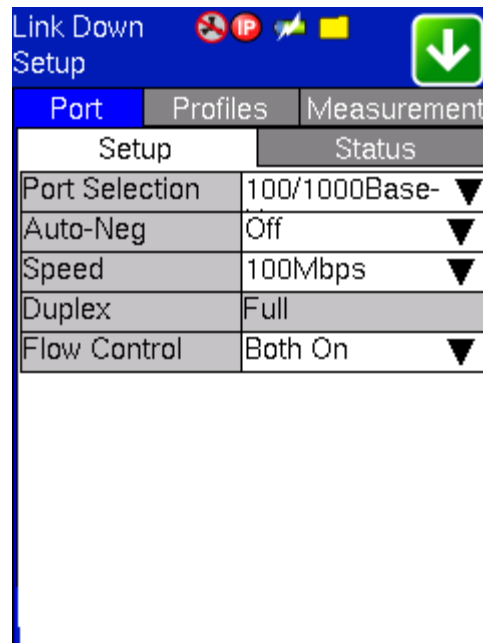 Link Down
IP
Setup
Port Profiles Measurement
Setup Status
Port Selection 100/1000Base-
Auto-Neg Off
Speed 100Mbps
Duplex Full
Flow Control Both On